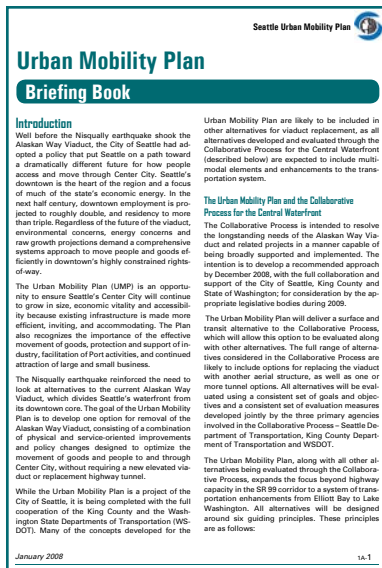 Seattle Urban Mobility Plan
Urban Mobility Plan
Briefing Book
Introduction
Well before the Nisqually earthquake shook the
Alaskan Way Viaduct, the City of Seattle had ad-
opted a policy that put Seattle on a path toward
a dramatically different future for how people
access and move through Center City. Seattle's
downtown is the heart of the region and a focus
of much of the state's economic energy. In the
next half century, downtown employment is pro-
jected to roughly double, and residency to more
than triple. Regardless of the future of the viaduct,
environmental concerns, energy concerns and
raw growth projections demand a comprehensive
systems approach to move people and goods ef-
ficiently in downtown's highly constrained rights-
of-way.
The Urban Mobility Plan (UMP) is an opportu-
nity to ensure Seattle's Center City will continue
to grow in size, economic vitality and accessibil-
ity because existing infrastructure is made more
efficient, inviting, and accommodating. The Plan
also recognizes the importance of the effective
movement of goods, protection and support of in-
dustry, facilitation of Port activities, and continued
attraction of large and small business.
The Nisqually earthquake reinforced the need to
look at alternatives to the current Alaskan Way
Viaduct, which divides Seattle's waterfront from
its downtown core. The goal of the Urban Mobility
Plan is to develop one option for removal of the
Alaskan Way Viaduct, consisting of a combination
of physical and service-oriented improvements
and policy changes designed to optimize the
movement of goods and people to and through
Center City, without requiring a new elevated via-
duct or replacement highway tunnel.
While the Urban Mobility Plan is a project of the
City of Seattle, it is being completed with the full
cooperation of the King County and the Wash-
ington State Departments of Transportation (WS-
DOT). Many of the concepts developed for the
Urban Mobility Plan are likely to be included in
other alternatives for viaduct replacement, as all
alternatives developed and evaluated through the
Collaborative Process for the Central Waterfront
(described below) are expected to include multi-
modal elements and enhancements to the trans-
portation system.
The Urban Mobility Plan and the Collaborative
Process for the Central Waterfront
The Collaborative Process is intended to resolve
the longstanding needs of the Alaskan Way Via-
duct and related projects in a manner capable of
being broadly supported and implemented. The
intention is to develop a recommended approach
by December 2008, with the full collaboration and
support of the City of Seattle, King County and
State of Washington; for consideration by the ap-
propriate legislative bodies during 2009.
The Urban Mobility Plan will deliver a surface and
transit alternative to the Collaborative Process,
which will allow this option to be evaluated along
with other alternatives. The full range of alterna-
tives considered in the Collaborative Process are
likely to include options for replacing the viaduct
with another aerial structure, as well as one or
more tunnel options. All alternatives will be eval-
uated using a consistent set of goals and objec-
tives and a consistent set of evaluation measures
developed jointly by the three primary agencies
involved in the Collaborative Process – Seattle De-
partment of Transportation, King County Depart-
ment of Transportation and WSDOT.
The Urban Mobility Plan, along with all other al-
ternatives being evaluated through the Collabora-
tive Process, expands the focus beyond highway
capacity in the SR 99 corridor to a system of trans-
portation enhancements from Elliott Bay to Lake
Washington. All alternatives will be designed
around six guiding principles. These principles
are as follows:
January 2008
1A-1